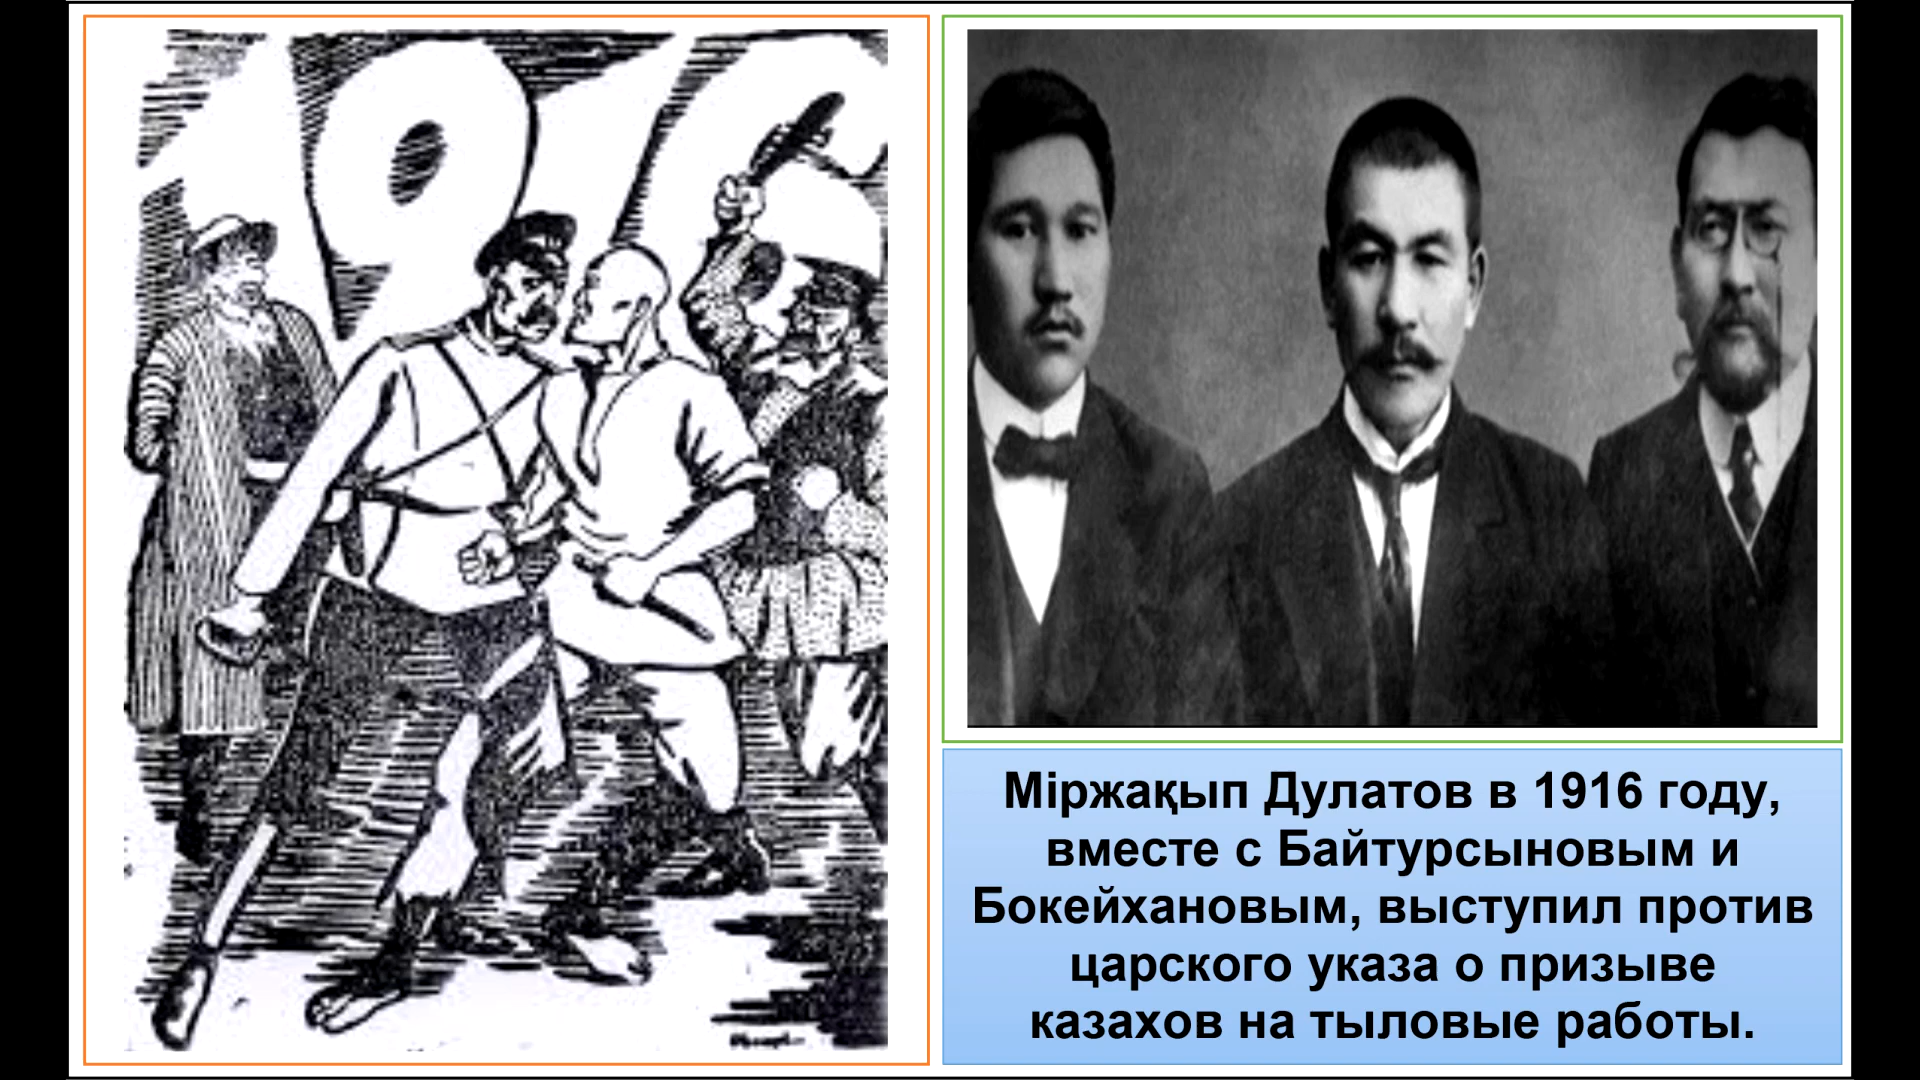 Міржақып Дулатов в 1916 году,
вместе с Байтурсыновым и
Бокейхановым, выступил против
царского указа о призыве
казахов на тыловые работы.